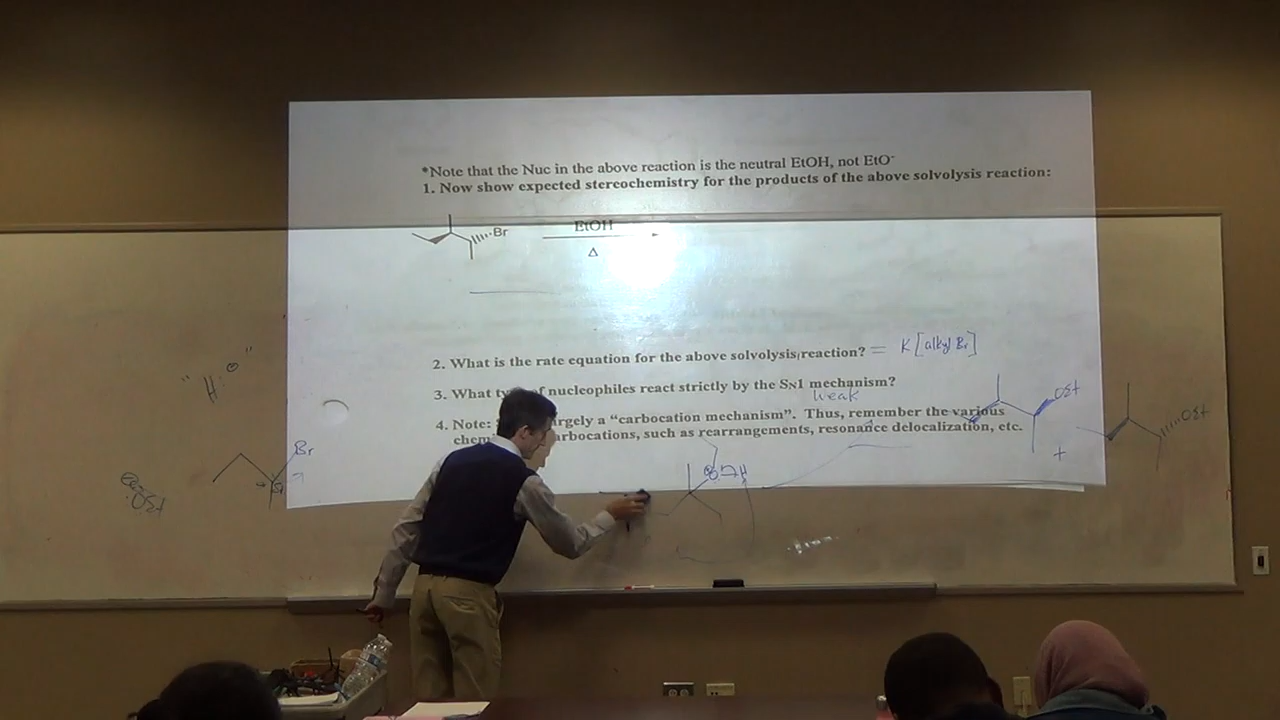 *Note that the Nuc in the above reaction is the neutral EtOH, not EtO-
1. Now show expected stereochemistry for the products of the above solvolysis reaction:
Br
EtOH
Δ
2. What is the rate equation for the above solvolysis reaction? = K[alkyl Br]
3. What of nucleophiles react strictly by the SN1 mechanism?
weak
4. Note: largely a "carbocation mechanism". Thus, remember the various
carbocations, such as rearrangements, resonance delocalization, etc.
"H
Br
OEt
OEt
+
OEt